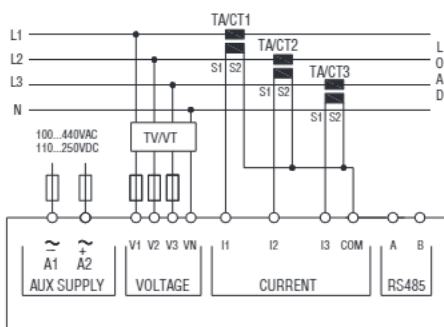 TA/CT1
L1
TA/CT2
L2
S1 S2
TA/CT3
L3
S1 S2
N
S1 S2
LOAD
100...440VAC
110...250VDC
TV/VT
V1 V2 V3 VN I1 I2 I3 COM A B
~ ~
− +
A1 A2
AUX SUPPLY VOLTAGE CURRENT RS485